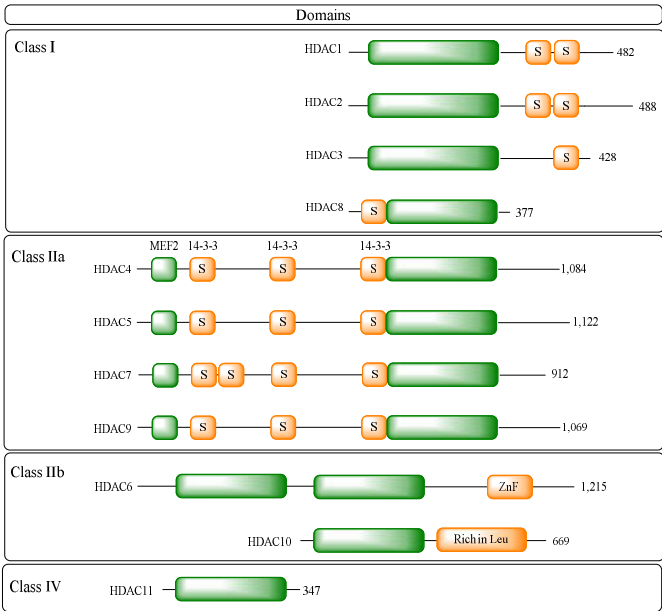 Domains
Class I
HDAC1 S S 482
HDAC2 S S 488
HDAC3 S 428
HDAC8 S 377
Class IIa
MEF2 14-3-3 14-3-3 14-3-3
HDAC4 S S S 1,084
HDAC5 S S S 1,122
HDAC7 S S S S 912
HDAC9 S S S 1,069
Class IIb
HDAC6 ZnF 1,215
HDAC10 Rich in Leu 669
Class IV
HDAC11 347